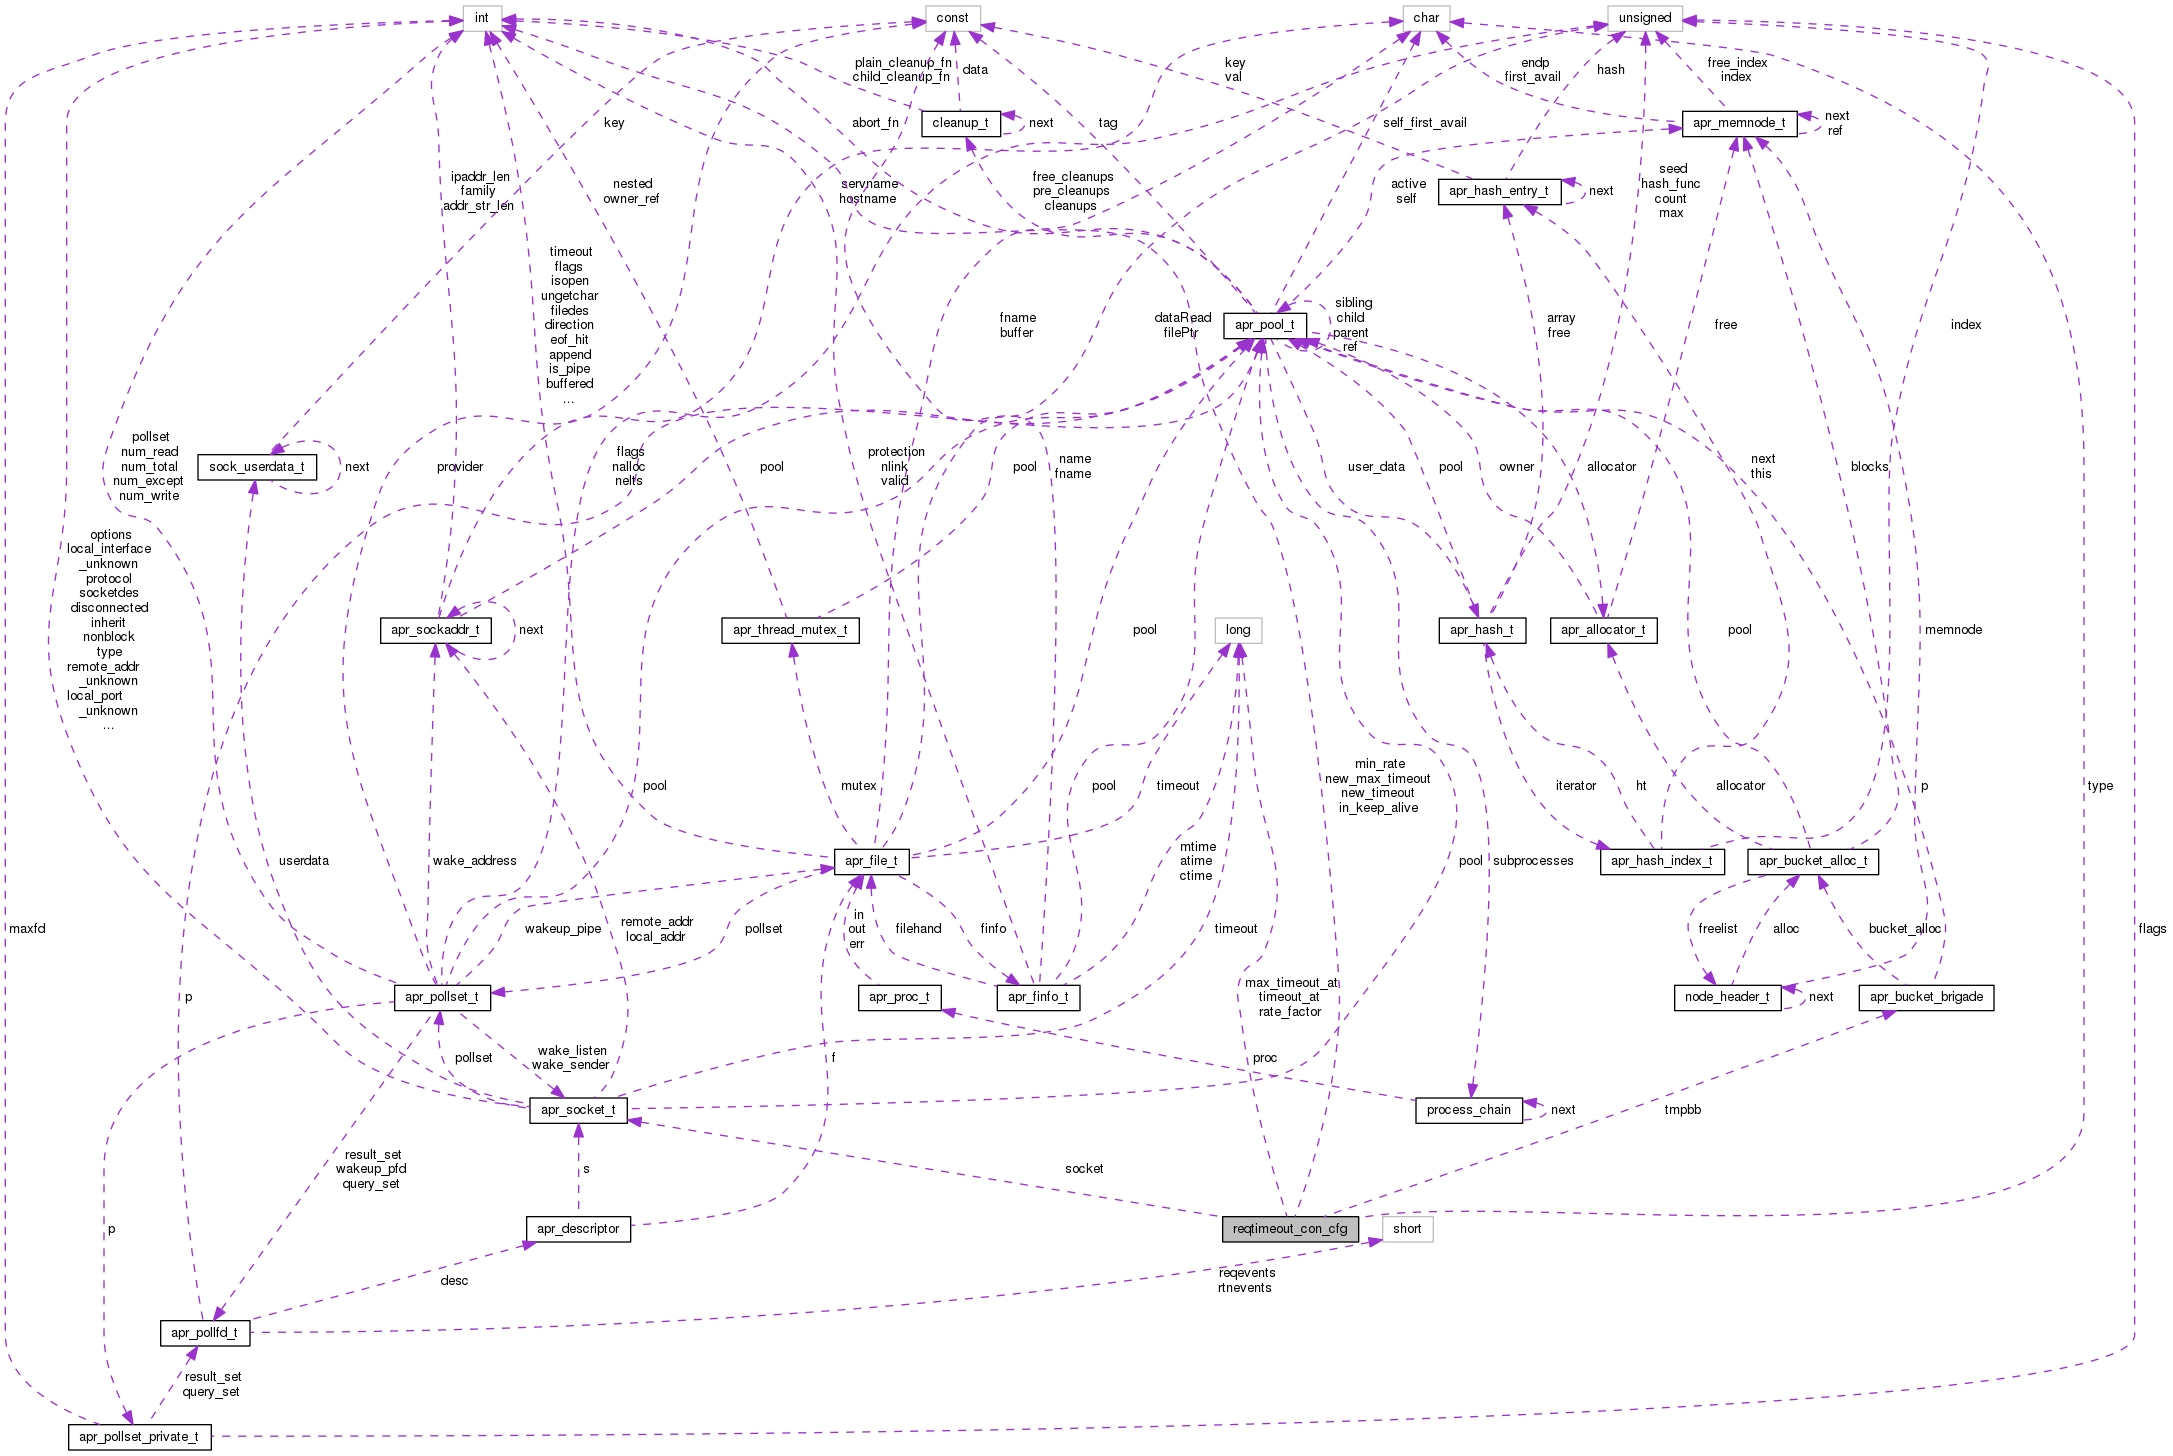 int
const
char
unsigned
plain_cleanup_fn
child_cleanup_fn
data
key
val
endp
first_avail
hash
free_index
index
key
abort_fn
cleanup_t
next
tag
self_first_avail
apr_memnode_t
next
ref
ipaddr_len
family
addr_str_len
nested
owner_ref
servname
hostname
free_cleanups
pre_cleanups
cleanups
active
self
apr_hash_entry_t
next
seed
hash_func
count
max
timeout
flags
isopen
ungetchar
filedes
direction
eof_hit
append
is_pipe
buffered
...
fname
buffer
dataRead
filePtr
apr_pool_t
sibling
child
parent
ref
array
free
free
index
pollset
num_read
num_total
num_except
num_write
sock_userdata_t
next
provider
flags
nalloc
nelts
pool
protection
nlink
valid
pool
name
fname
user_data
pool
owner
allocator
next
this
blocks
options
local_interface
_unknown
protocol
socketdes
disconnected
inherit
nonblock
type
remote_addr
_unknown
local_port
_unknown
...
apr_sockaddr_t
next
apr_thread_mutex_t
pool
long
apr_hash_t
apr_allocator_t
pool
memnode
pool
mutex
pool
timeout
min_rate
new_max_timeout
new_timeout
in_keep_alive
iterator
ht
allocator
p
type
userdata
wake_address
apr_file_t
mtime
atime
ctime
pool
subprocesses
apr_hash_index_t
apr_bucket_alloc_t
maxfd
remote_addr
local_addr
wakeup_pipe
pollset
in
out
err
filehand
finfo
timeout
freelist
alloc
bucket_alloc
flags
p
apr_pollset_t
apr_proc_t
apr_finfo_t
max_timeout_at
timeout_at
rate_factor
node_header_t
next
apr_bucket_brigade
pollset
wake_listen
wake_sender
f
proc
apr_socket_t
process_chain
next
tmpbb
result_set
wakeup_pfd
query_set
s
socket
p
apr_descriptor
reqtimeout_con_cfg
short
desc
reqevents
rtnevents
apr_pollfd_t
result_set
query_set
apr_pollset_private_t